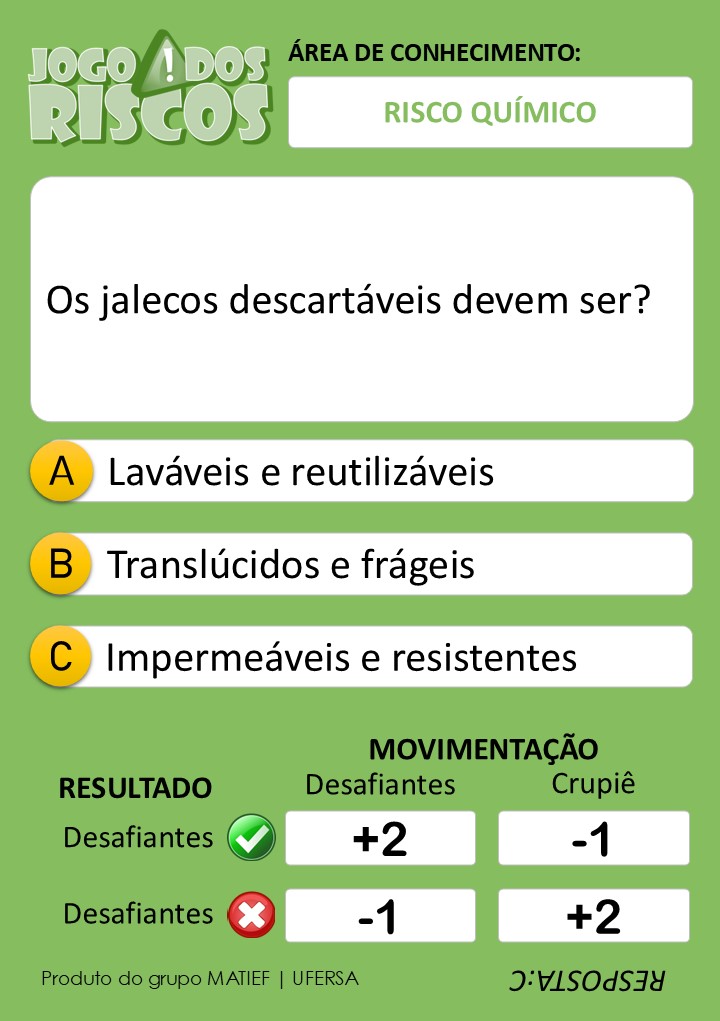 JOGO ! DOS
RISCOS
ÁREA DE CONHECIMENTO:
RISCO QUÍMICO
Os jalecos descartáveis devem ser?
A Laváveis e reutilizáveis
B Translúcidos e frágeis
C Impermeáveis e resistentes
MOVIMENTAÇÃO
RESULTADO Desafiantes Crupiê
Desafiantes +2 -1
Desafiantes -1 +2
Produto do grupo MATIEF | UFERSA
RESPOSTA:C